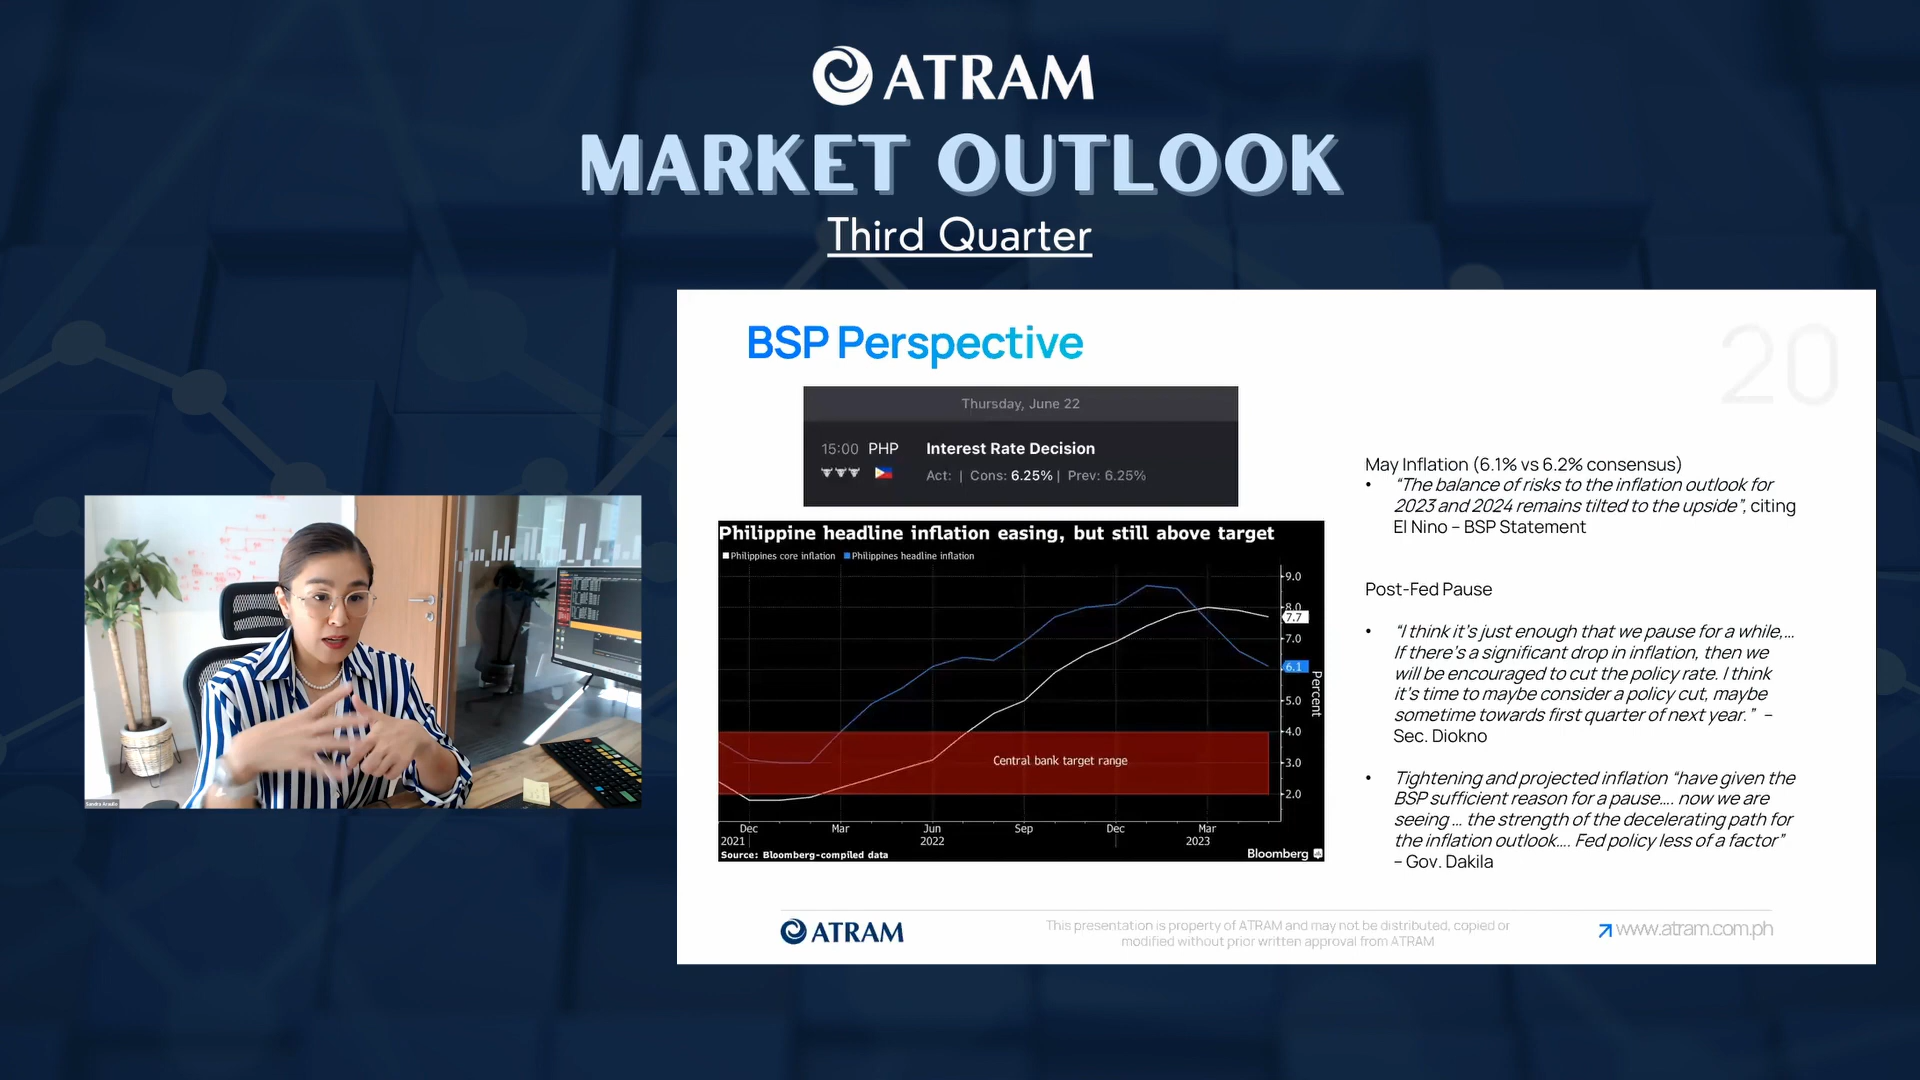 ATRAM
MARKET OUTLOOK
Third Quarter
BSP Perspective
20
Thursday, June 22
15:00 PHP Interest Rate Decision
Act: | Cons: 6.25% | Prev: 6.25%
Philippine headline inflation easing, but still above target
Philippines core inflation Philippines headline inflation
9.0
8.0
7.7
7.0
6.1
5.0
4.0
3.0
2.0
Percent
Central bank target range
Dec Mar Jun Sep Dec Mar
2021 2022 2023
Source: Bloomberg-compiled data
Bloomberg
May Inflation (6.1% vs 6.2% consensus)
• “The balance of risks to the inflation outlook for
2023 and 2024 remains tilted to the upside”, citing
El Nino – BSP Statement
Post-Fed Pause
• “I think it’s just enough that we pause for a while,…
If there’s a significant drop in inflation, then we
will be encouraged to cut the policy rate. I think
it’s time to maybe consider a policy cut, maybe
sometime towards first quarter of next year.” –
Sec. Diokno
• Tightening and projected inflation “have given the
BSP sufficient reason for a pause…. now we are
seeing … the strength of the decelerating path for
the inflation outlook…. Fed policy less of a factor”
– Gov. Dakila
ATRAM
This presentation is property of ATRAM and may not be distributed, copied or
modified without prior written approval from ATRAM
www.atram.com.ph
Sandra Araullo